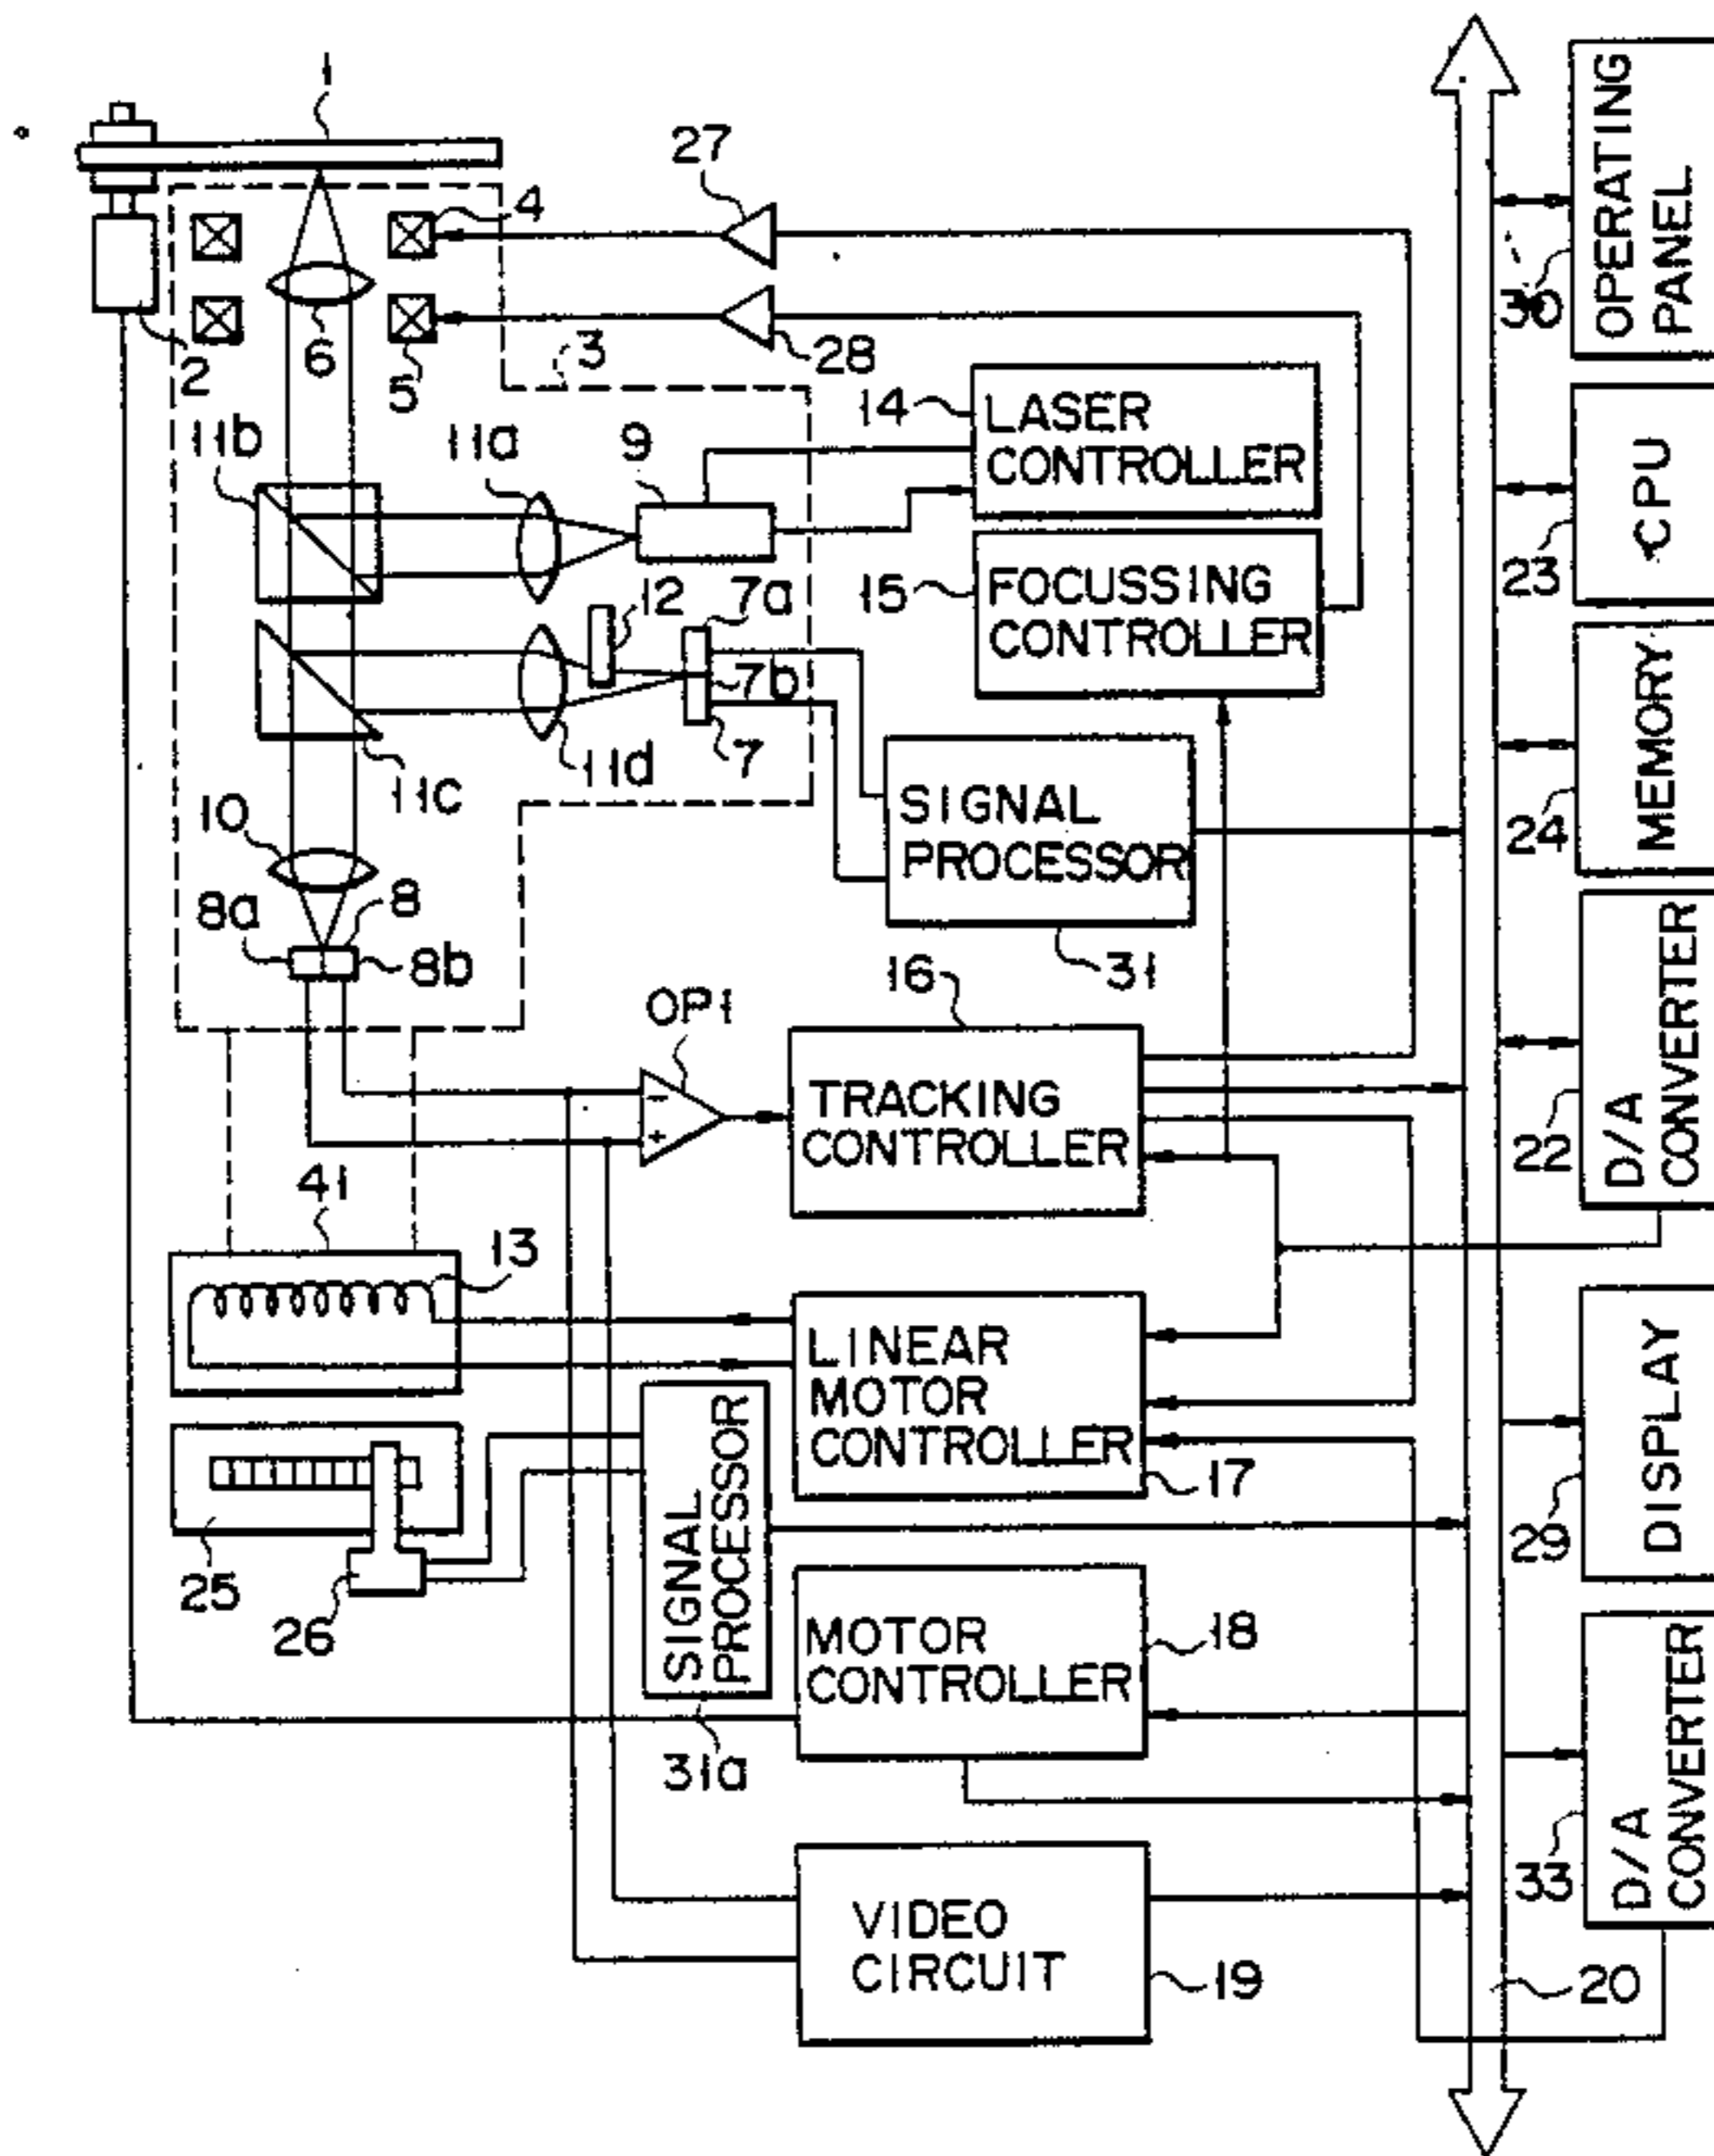 1
27
4
6
5
2
3
28
11b
11a
9
14
LASER
CONTROLLER
12
7a
7b
7
15
FOCUSSING
CONTROLLER
11d
11c
10
8a
8
8b
SIGNAL
PROCESSOR
31
16
OP1
−
+
TRACKING
CONTROLLER
41
13
LINEAR
MOTOR
CONTROLLER
17
25
26
SIGNAL
PROCESSOR
31a
MOTOR
CONTROLLER
18
VIDEO
CIRCUIT
19
20
OPERATING
PANEL
30
CPU
23
MEMORY
24
D/A
CONVERTER
22
DISPLAY
29
D/A
CONVERTER
33